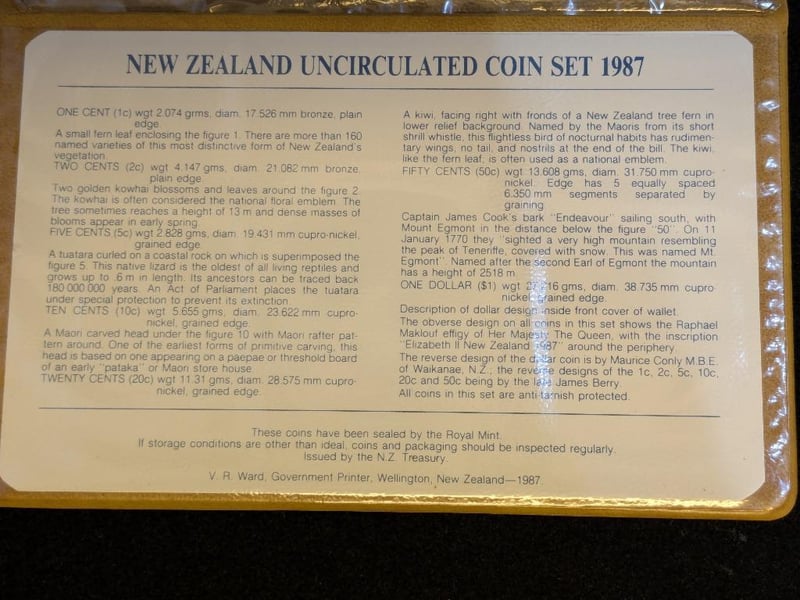 NEW ZEALAND UNCIRCULATED COIN SET 1987
ONE CENT (1c) wgt 2.074 grms, diam. 17.526 mm bronze, plain
edge.
A small fern leaf enclosing the figure 1. There are more than 160
named varieties of this most distinctive form of New Zealand's
vegetation.
TWO CENTS (2c) wgt 4.147 gms, diam. 21.082 mm bronze,
plain edge.
Two golden kowhai blossoms and leaves around the figure 2.
The kowhai is often considered the national floral emblem. The
tree sometimes reaches a height of 13 m and dense masses of
blooms appear in early spring.
FIVE CENTS (5c) wgt 2.828 gms, diam. 19.431 mm cupro-nickel,
grained edge.
A tuatara curled on a coastal rock on which is superimposed the
figure 5. This native lizard is the oldest of all living reptiles and
grows up to .6 m in length. Its ancestors can be traced back
180 000 000 years. An Act of Parliament places the tuatara
under special protection to prevent its extinction.
TEN CENTS (10c) wgt 5.655 gms, diam. 23.622 mm cupro-
nickel, grained edge.
A Maori carved head under the figure 10 with Maori rafter pat-
tern around. One of the earliest forms of primitive carving, this
head is based on one appearing on a paepae or threshold board
of an early "pataka" or Maori store house.
TWENTY CENTS (20c) wgt 11.31 gms, diam. 28.575 mm cupro-
nickel, grained edge.
A kiwi, facing right with fronds of a New Zealand tree fern in
lower relief background. Named by the Maoris from its short
shrill whistle, this flightless bird of nocturnal habits has rudimen-
tary wings, no tail, and nostrils at the end of the bill. The kiwi,
like the fern leaf, is often used as a national emblem.
FIFTY CENTS (50c) wgt 13.608 gms, diam. 31.750 mm cupro-
nickel. Edge has 5 equally spaced
6.350 mm segments separated by
graining.
Captain James Cook's bark "Endeavour" sailing south, with
Mount Egmont in the distance below the figure "50". On 11
January 1770 they "sighted a very high mountain resembling
the peak of Teneriffe, covered with snow. This was named Mt.
Egmont". Named after the second Earl of Egmont the mountain
has a height of 2518 m.
ONE DOLLAR ($1) wgt gms, diam. 38.735 mm cupro-
nickel, grained edge.
Description of dollar design inside front cover of wallet.
The obverse design on all coins in this set shows the Raphael
Maklouf effigy of Her Majesty The Queen, with the inscription
"Elizabeth II New Zealand 1987" around the periphery.
The reverse design of the dollar coin is by Maurice Conly M.B.E.
of Waikanae, N.Z., the reverse designs of the 1c, 2c, 5c, 10c,
20c and 50c being by the late James Berry.
All coins in this set are anti-tarnish protected.
These coins have been sealed by the Royal Mint.
If storage conditions are other than ideal, coins and packaging should be inspected regularly.
Issued by the N.Z. Treasury.
V. R. Ward, Government Printer, Wellington, New Zealand—1987.